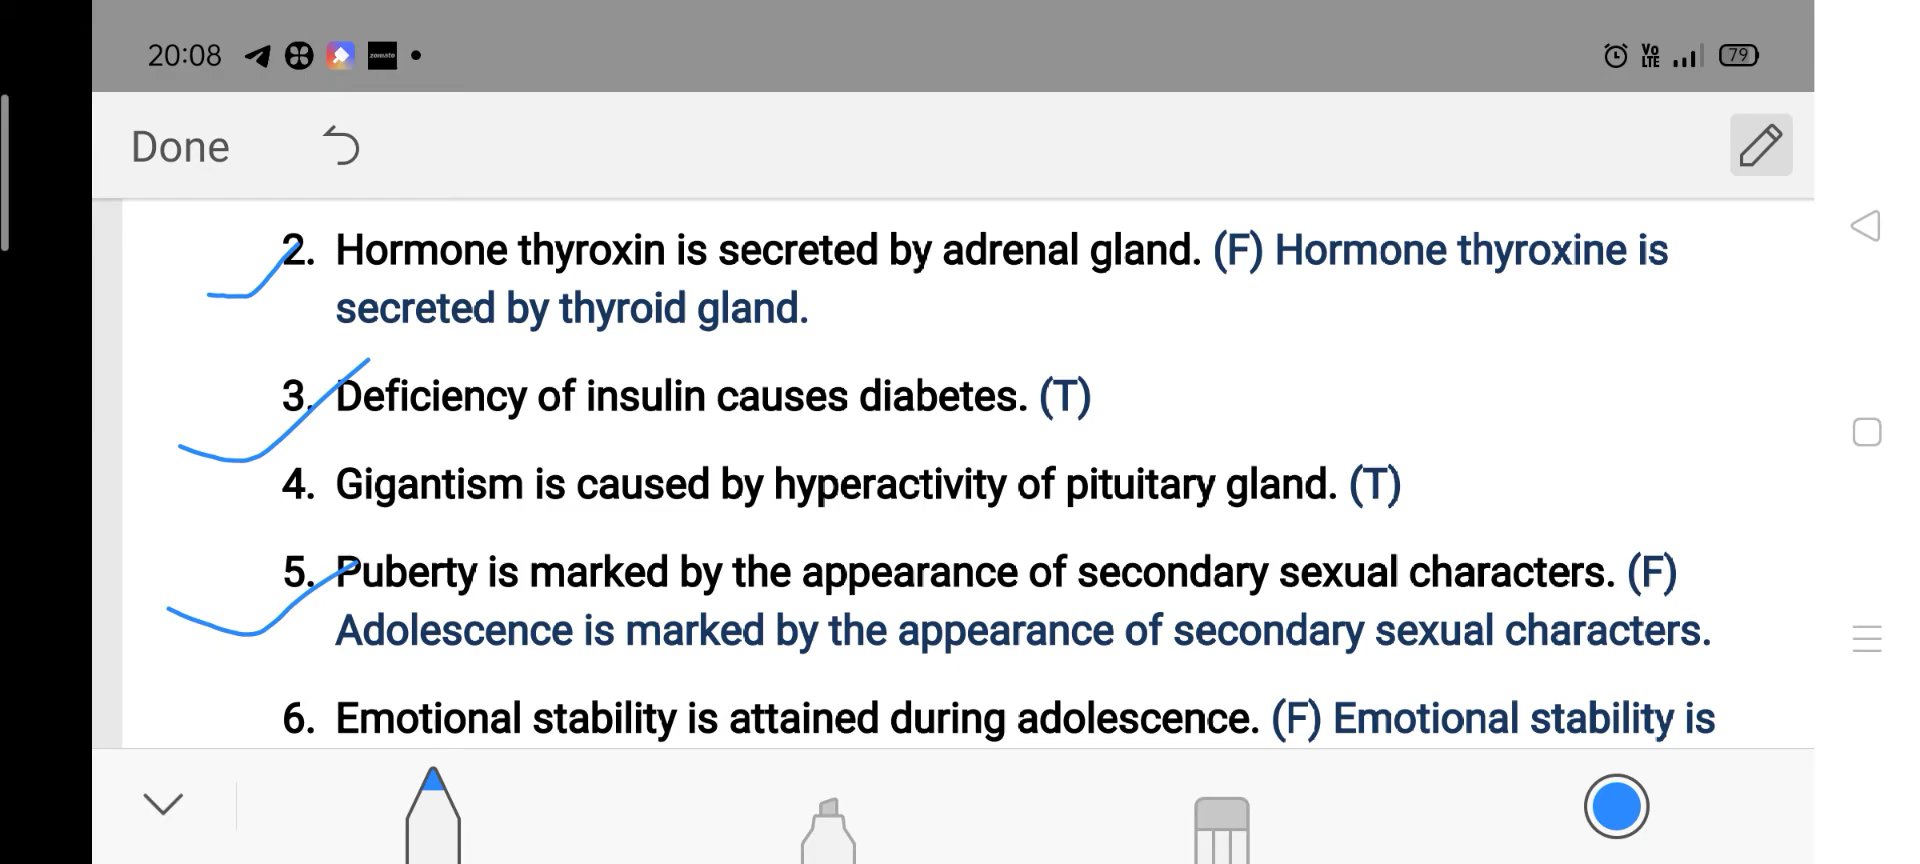 20:08 zomato Vo LTE 79
Done
2. Hormone thyroxin is secreted by adrenal gland. (F) Hormone thyroxine is
secreted by thyroid gland.
3. Deficiency of insulin causes diabetes. (T)
4. Gigantism is caused by hyperactivity of pituitary gland. (T)
5. Puberty is marked by the appearance of secondary sexual characters. (F)
Adolescence is marked by the appearance of secondary sexual characters.
6. Emotional stability is attained during adolescence. (F) Emotional stability is